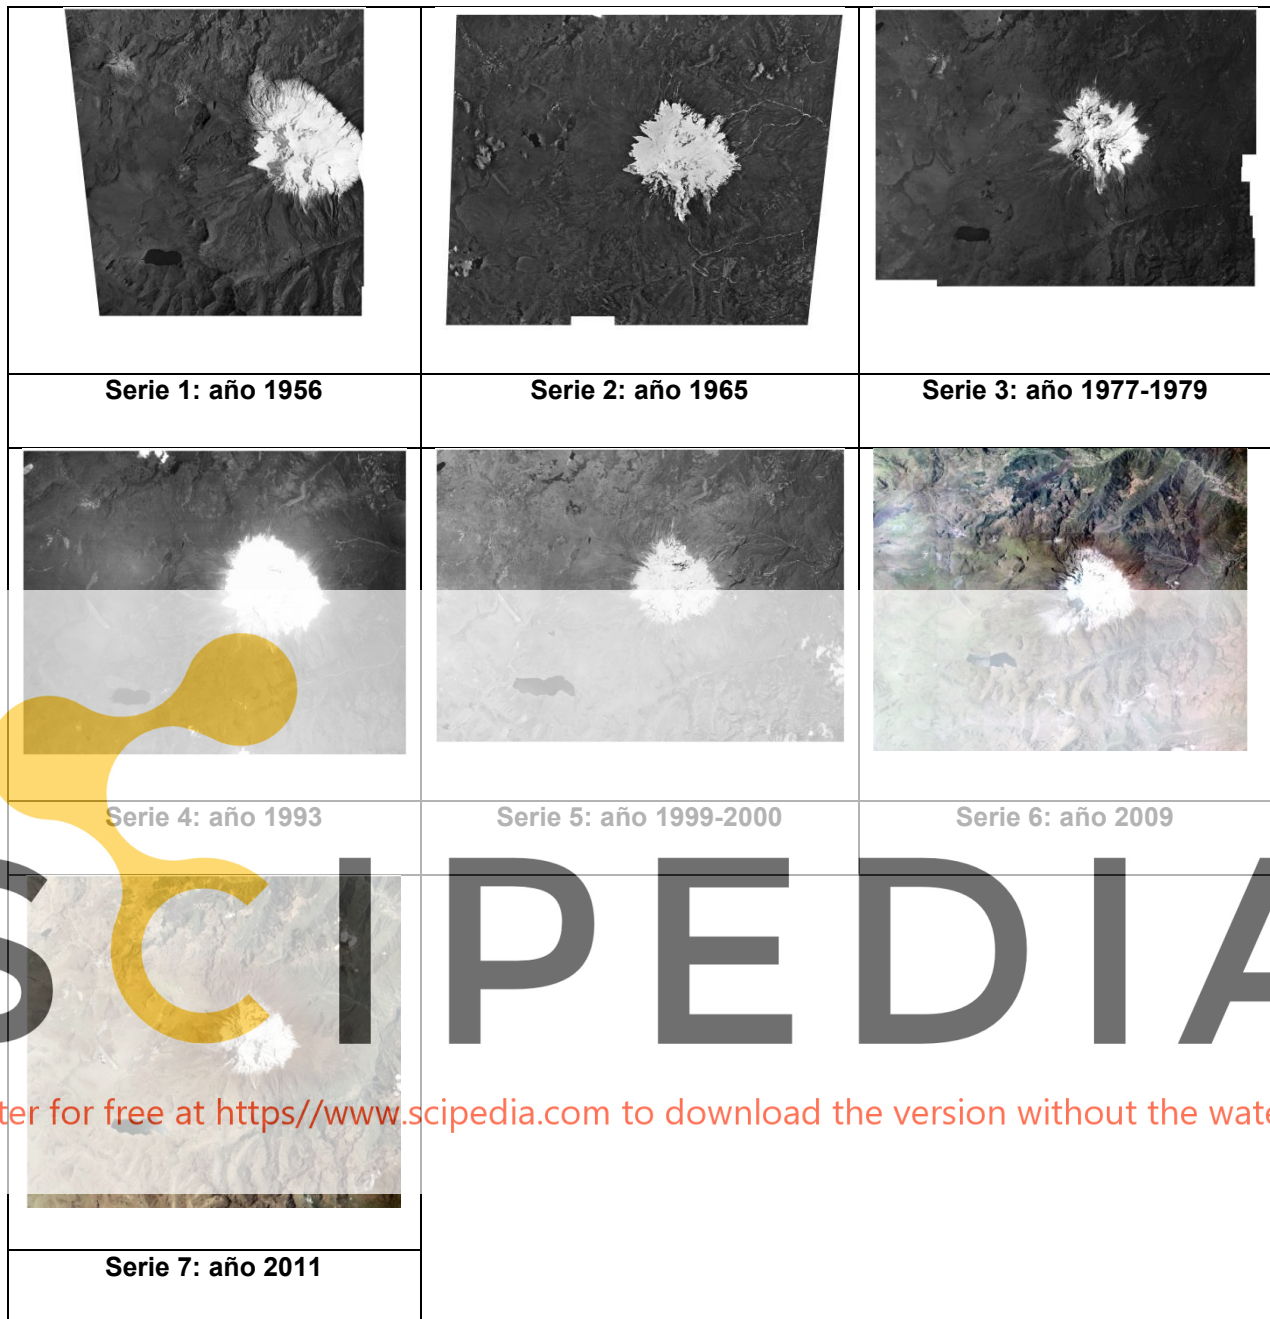 Serie 1: año 1956
Serie 2: año 1965
Serie 3: año 1977-1979
Serie 4: año 1993
Serie 5: año 1999-2000
Serie 6: año 2009
SCIPEDIA
for free at https//www.scipedia.com to download the version without the
Serie 7: año 2011